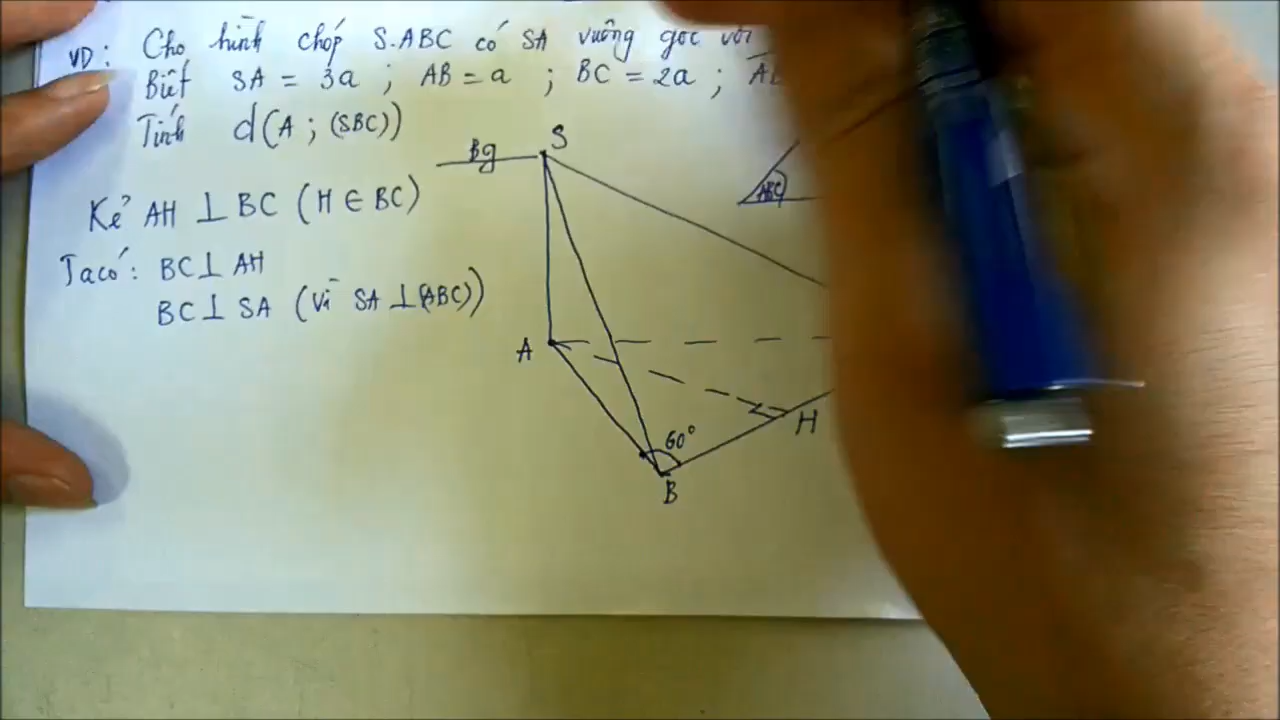 VD: Cho hình chóp S.ABC có SA vuông góc với
Biết SA = 3a ; AB = a ; BC = 2a ;
Tính d(A ; (SBC))
Bg
S
ABC
Kẻ AH ⊥ BC (H ∈ BC)
Ta có: BC ⊥ AH
BC ⊥ SA (Vì SA ⊥ (ABC))
A
H
60°
B